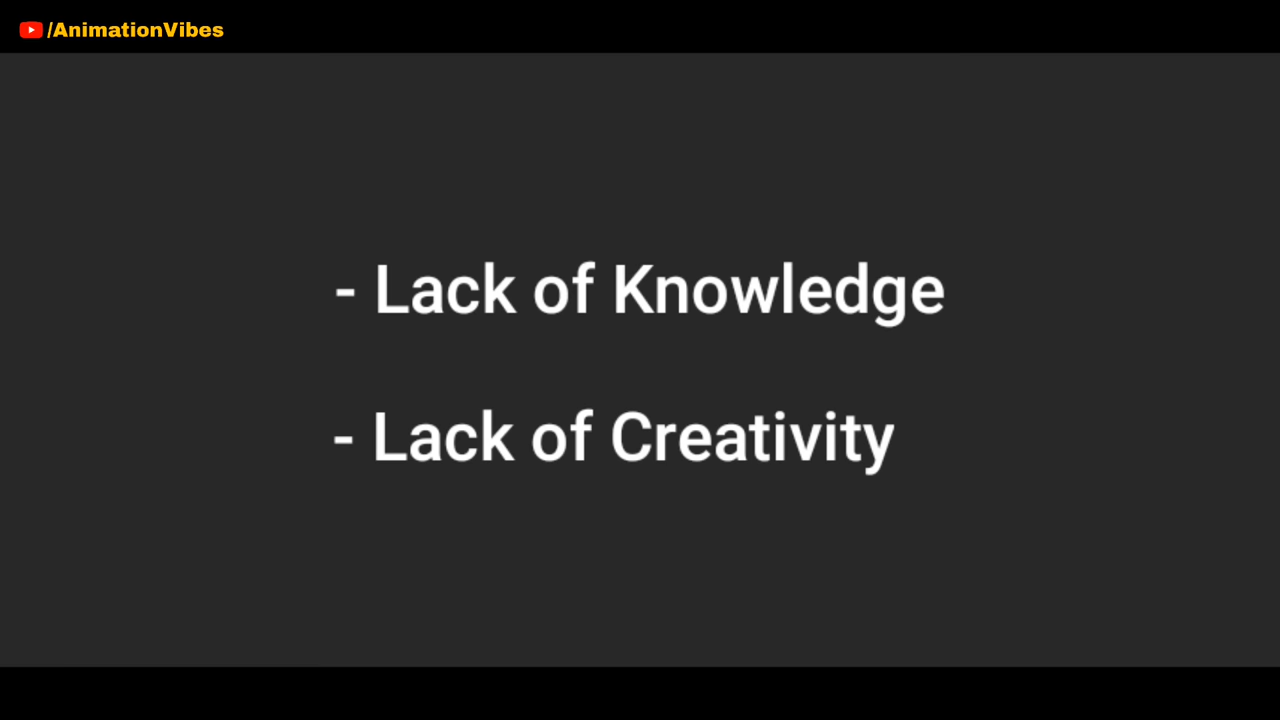 /AnimationVibes
- Lack of Knowledge
- Lack of Creativity